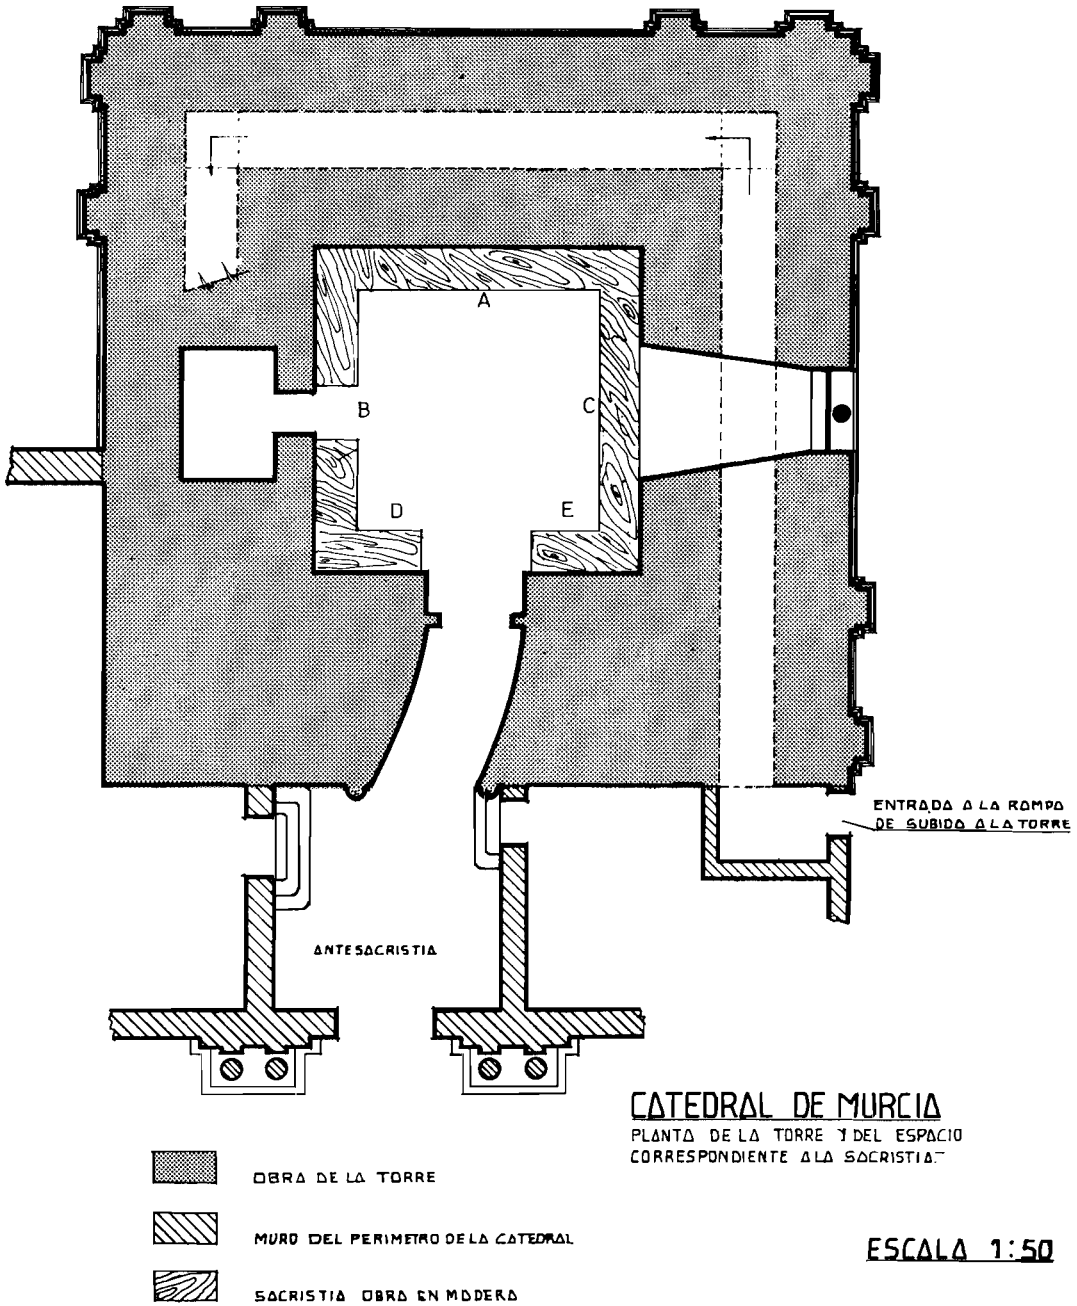 A
B
C
D
E
ENTRADA A LA RAMPA
DE SUBIDA A LA TORRE
ANTESACRISTIA
CATEDRAL DE MURCIA
PLANTA DE LA TORRE Y DEL ESPACIO
CORRESPONDIENTE A LA SACRISTIA.-
OBRA DE LA TORRE
MURO DEL PERIMETRO DE LA CATEDRAL
SACRISTIA OBRA EN MADERA
ESCALA 1:50